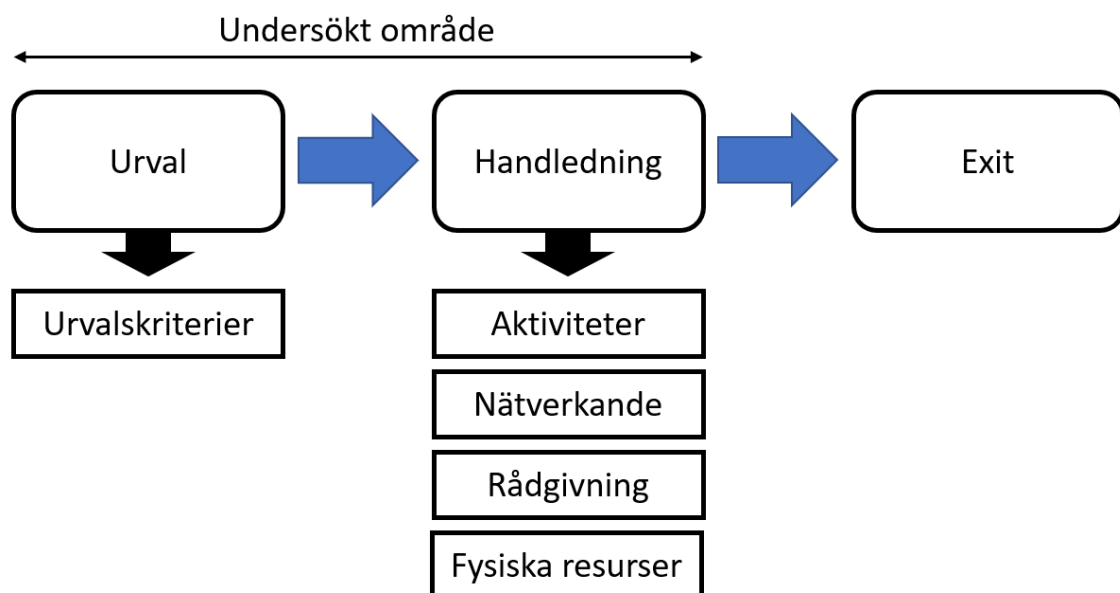 Undersökt område
Urval
Handledning
Exit
Urvalskriterier
Aktiviteter
Nätverkande
Rådgivning
Fysiska resurser